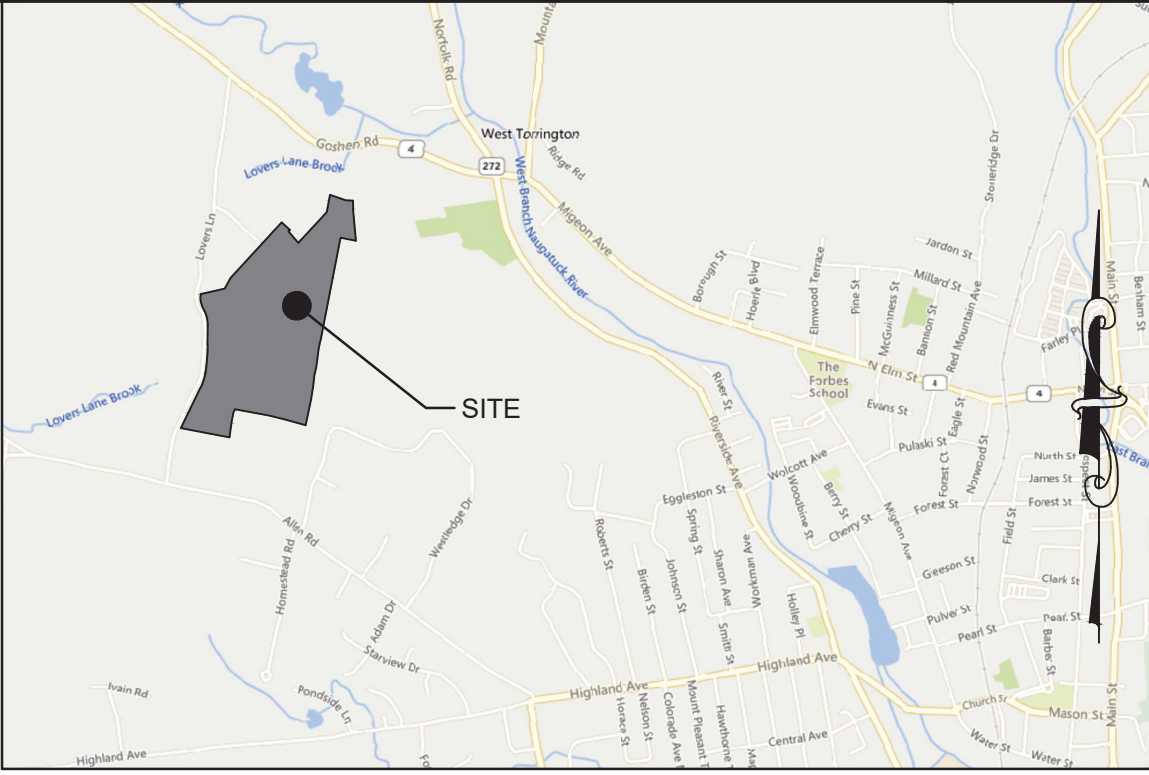 Norfolk Rd
West Torrington
Goshen Rd
4
272
Ridge Rd
Lovers Lane Brook
Stoneridge Dr
West Branch Naugatuck River
Migeon Ave
Lovers Ln
Jardon St
Borough St
Hoerle Blvd
Elmwood Terrace
Millard St
Main St
Benham St
Pine St
McGuinness St
Bannon St
Red Mountain Ave
Farley Pl
The
Forbes
School
N Elm St
4
4
River St
Lovers Lane Brook
SITE
Evans St
Eagle St
Riverside Ave
Pulaski St
Norwood St
North St
Wolcott Ave
Forest Ct
James St
Eggleston St
Woodbine St
Berry St
Forest St
Forest St
Spring St
Cherry St
Migeon Ave
Field St
Allen Rd
Westledge Dr
Roberts St
Homestead Rd
Birden St
Johnson St
Sharon Ave
Workman Ave
Geeson St
Clark St
Holley Pl
Adam Dr
Smith St
Pulver St
Pearl St
Pearl St
Barber St
Starview Dr
Highland Ave
Ivain Rd
Pondside Ln
Highland Ave
Horace St
Nelson St
Colorado Ave
Mount Pleasant T
Hawthorne T
Church St
Mason St
Main St
Central Ave
Water St
Water St
Highland Ave